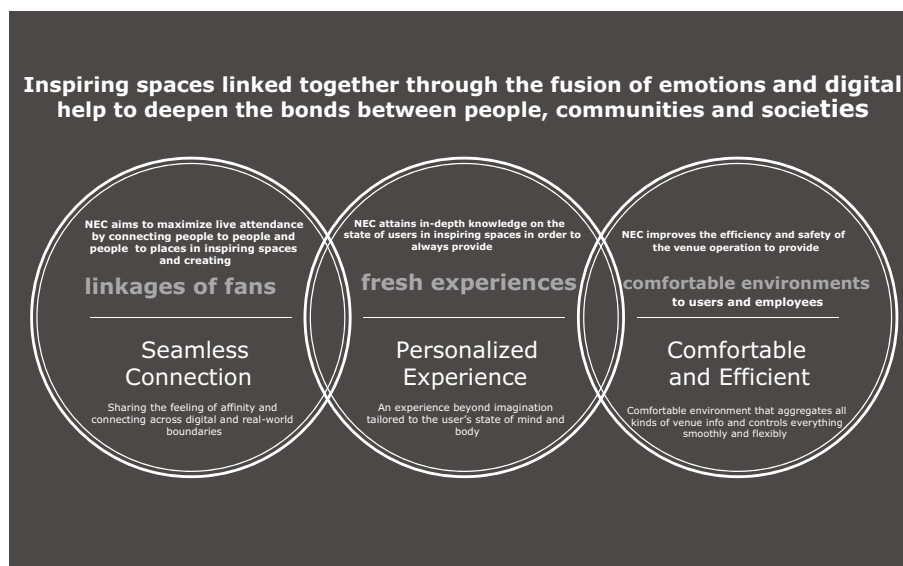 Inspiring spaces linked together through the fusion of emotions and digital
help to deepen the bonds between people, communities and societies
NEC aims to maximize live attendance
by connecting people to people and
people to places in inspiring spaces
and creating
linkages of fans
Seamless
Connection
Sharing the feeling of affinity and
connecting across digital and real-world
boundaries
NEC attains in-depth knowledge on the
state of users in inspiring spaces in order to
always provide
fresh experiences
Personalized
Experience
An experience beyond imagination
tailored to the user's state of mind and
body
NEC improves the efficiency and safety of
the venue operation to provide
comfortable environments
to users and employees
Comfortable
and Efficient
Comfortable environment that aggregates all
kinds of venue info and controls everything
smoothly and flexibly